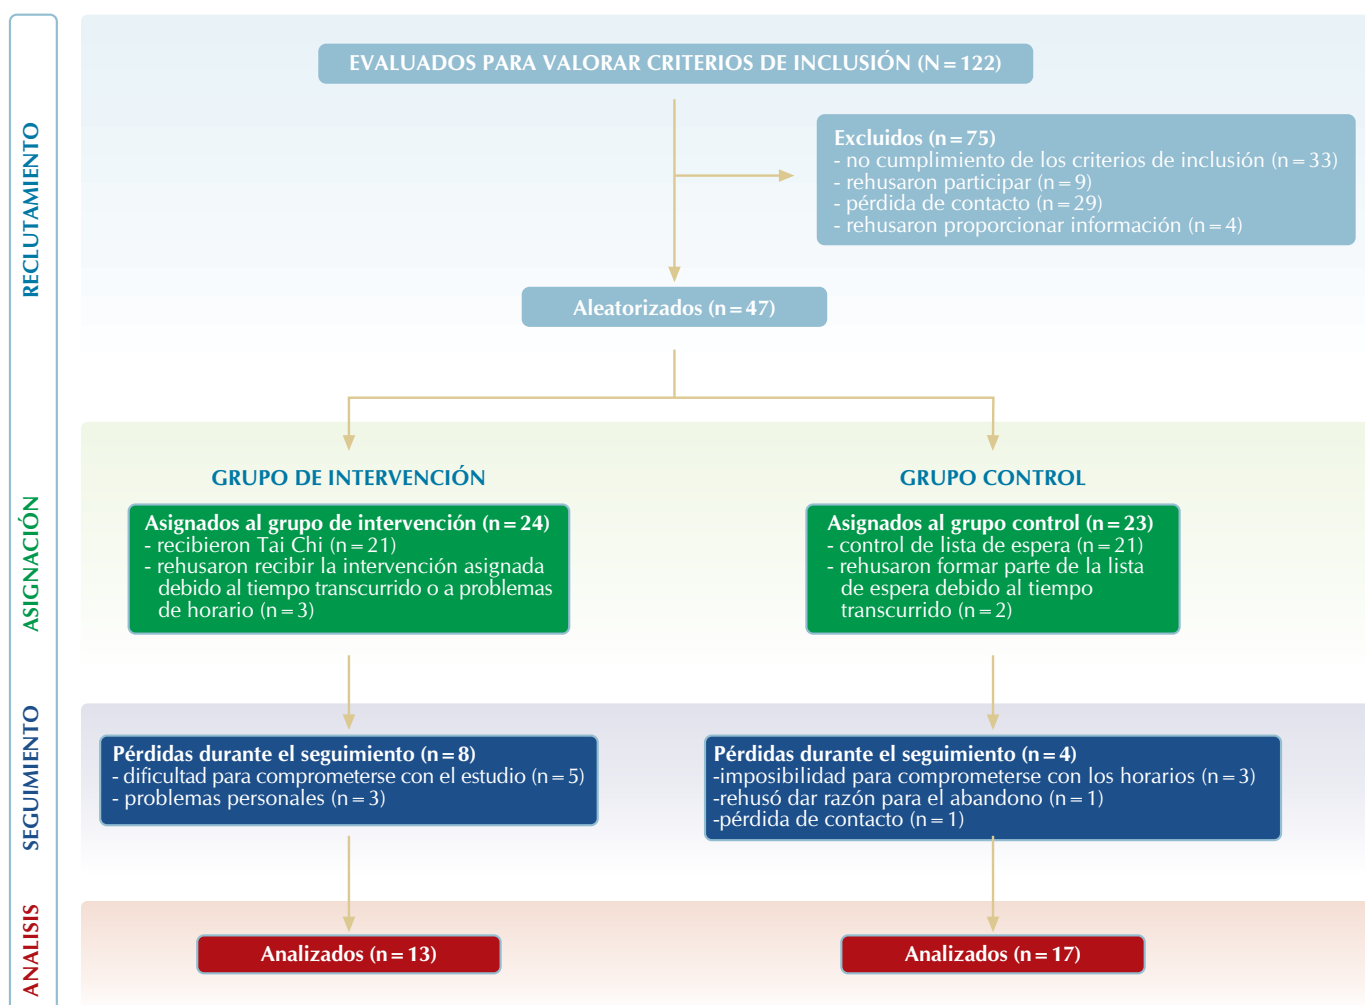 RECLUTAMIENTO
EVALUADOS PARA VALORAR CRITERIOS DE INCLUSIÓN (N = 122)
Excluidos (n = 75)
- no cumplimiento de los criterios de inclusión (n = 33)
- rehusaron participar (n = 9)
- pérdida de contacto (n = 29)
- rehusaron proporcionar información (n = 4)
Aleatorizados (n = 47)
ASIGNACIÓN
GRUPO DE INTERVENCIÓN
Asignados al grupo de intervención (n = 24)
- recibieron Tai Chi (n = 21)
- rehusaron recibir la intervención asignada
debido al tiempo transcurrido o a problemas
de horario (n = 3)
GRUPO CONTROL
Asignados al grupo control (n = 23)
- control de lista de espera (n = 21)
- rehusaron formar parte de la lista
de espera debido al tiempo
transcurrido (n = 2)
SEGUIMIENTO
Pérdidas durante el seguimiento (n = 8)
- dificultad para comprometerse con el estudio (n = 5)
- problemas personales (n = 3)
Pérdidas durante el seguimiento (n = 4)
-imposibilidad para comprometerse con los horarios (n = 3)
-rehusó dar razón para el abandono (n = 1)
-pérdida de contacto (n = 1)
ANALISIS
Analizados (n = 13)
Analizados (n = 17)